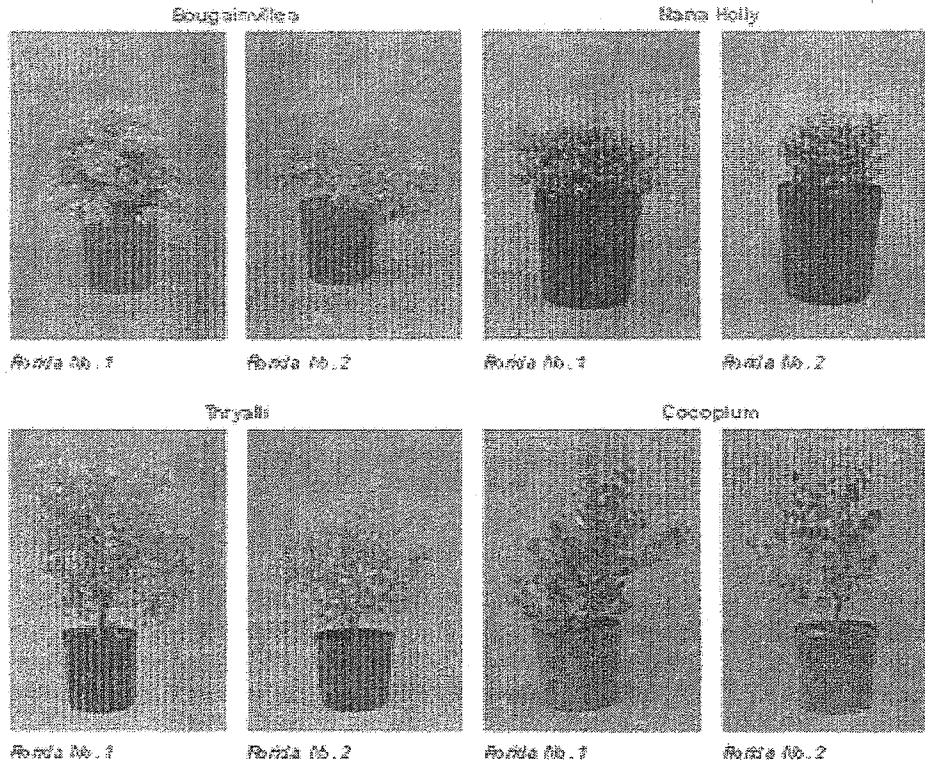 Bougainvillea
Nana Holly
Florida No. 1
Florida No. 2
Florida No. 1
Florida No. 2
Thryallis
Cocoplum
Florida No. 1
Florida No. 2
Florida No. 1
Florida No. 2